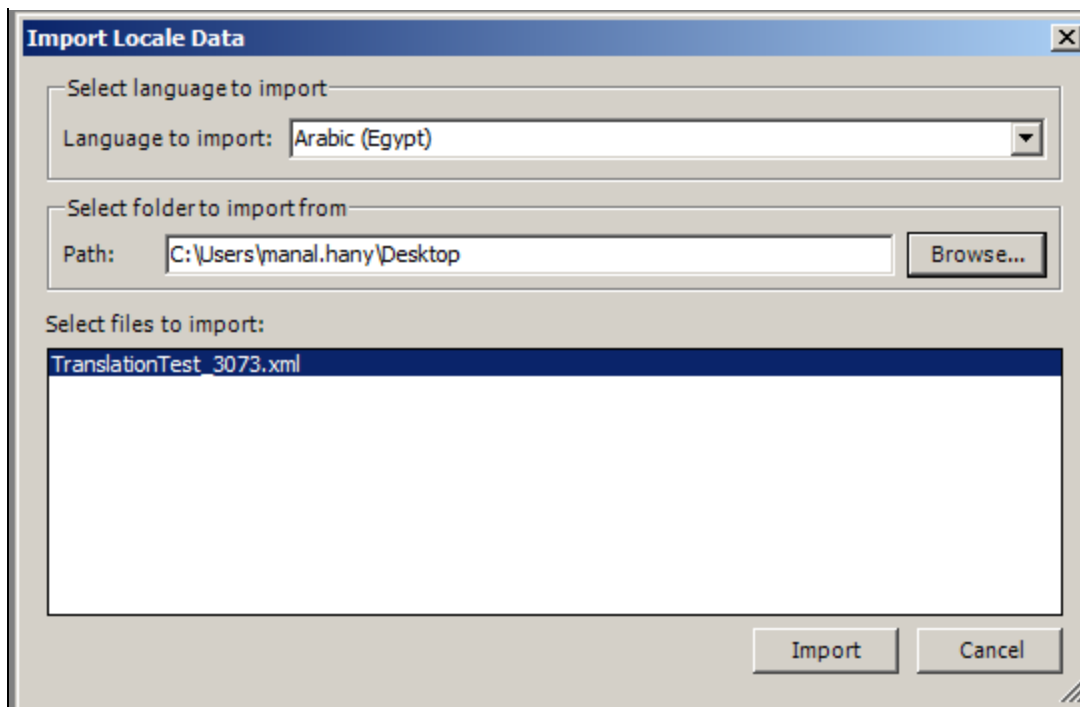 Import Locale Data
Select language to import
Language to import: Arabic (Egypt)
Select folder to import from
Path: C:\Users\manal.hany\Desktop Browse...
Select files to import:
TranslationTest_3073.xml
Import Cancel